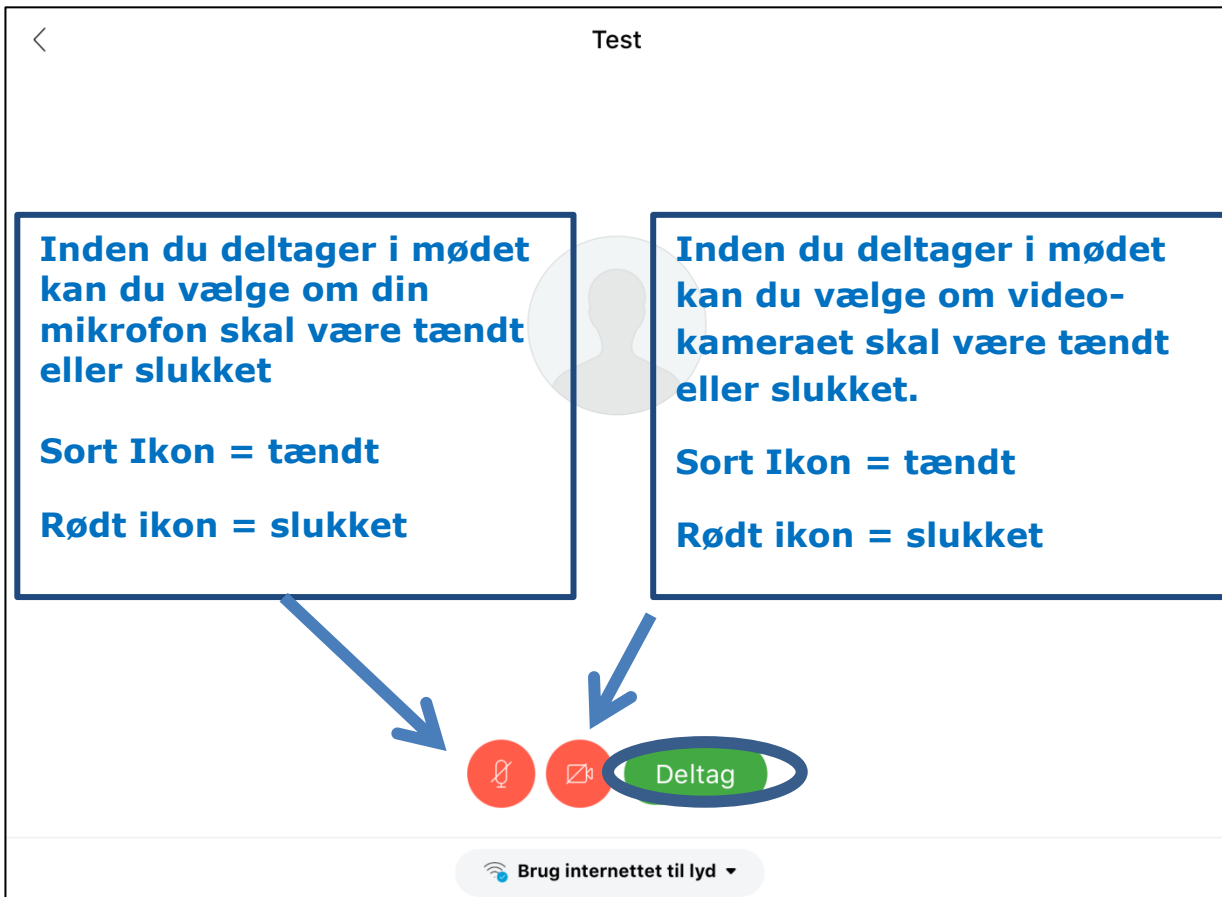 Test
Inden du deltager i mødet
kan du vælge om din
mikrofon skal være tændt
eller slukket
Sort Ikon = tændt
Rødt ikon = slukket
Inden du deltager i mødet
kan du vælge om video-
kameraet skal være tændt
eller slukket.
Sort Ikon = tændt
Rødt ikon = slukket
Deltag
Brug internettet til lyd